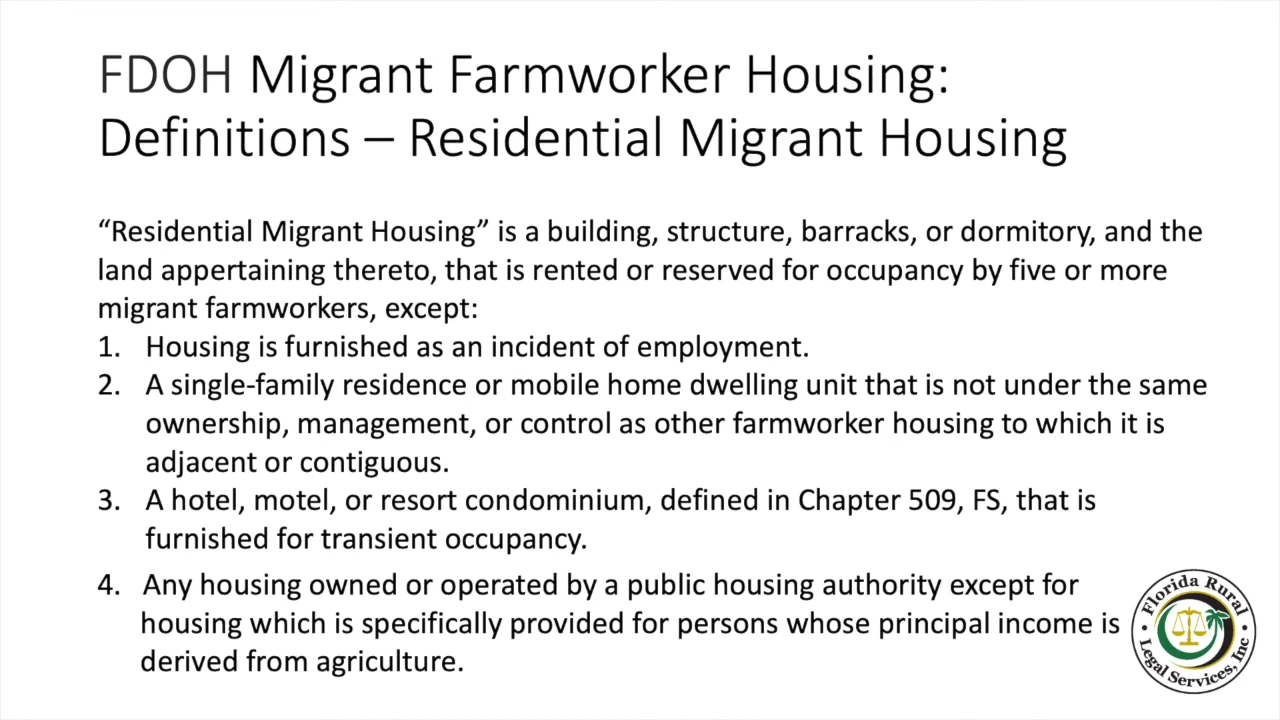 FDOH Migrant Farmworker Housing:
Definitions – Residential Migrant Housing
“Residential Migrant Housing” is a building, structure, barracks, or dormitory, and the
land appertaining thereto, that is rented or reserved for occupancy by five or more
migrant farmworkers, except:
1. Housing is furnished as an incident of employment.
2. A single-family residence or mobile home dwelling unit that is not under the same
ownership, management, or control as other farmworker housing to which it is
adjacent or contiguous.
3. A hotel, motel, or resort condominium, defined in Chapter 509, FS, that is
furnished for transient occupancy.
4. Any housing owned or operated by a public housing authority except for
housing which is specifically provided for persons whose principal income is
derived from agriculture.
Florida Rural
Legal Services, Inc